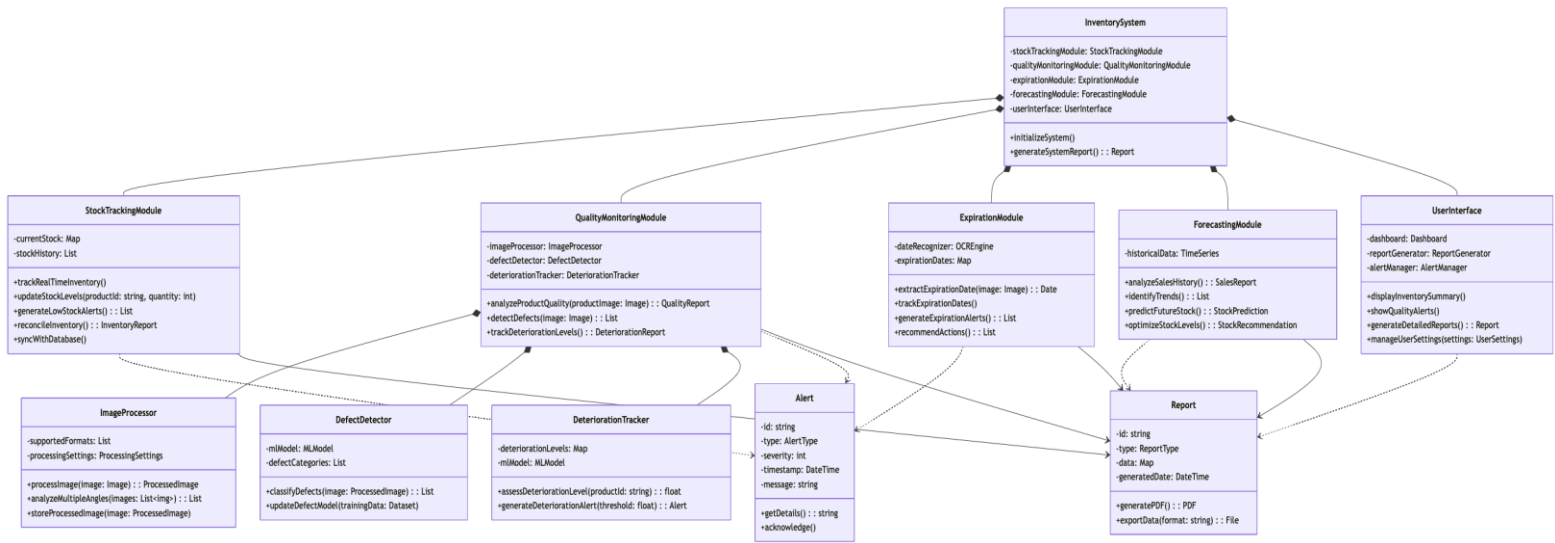 InventorySystem
-stockTrackingModule: StockTrackingModule
-qualityMonitoringModule: QualityMonitoringModule
-expirationModule: ExpirationModule
-forecastingModule: ForecastingModule
-userInterface: UserInterface
+initializeSystem()
+generateSystemReport() : : Report
StockTrackingModule
-currentStock: Map
-stockHistory: List
+trackRealTimeInventory()
+updateStockLevels(productId: string, quantity: int)
+generateLowStockAlerts() : : List
+reconcileInventory() : : InventoryReport
+syncWithDatabase()
QualityMonitoringModule
-imageProcessor: ImageProcessor
-defectDetector: DefectDetector
-deteriorationTracker: DeteriorationTracker
+analyzeProductQuality(productImage: Image) : : QualityReport
+detectDefects(image: Image) : : List
+trackDeteriorationLevels() : : DeteriorationReport
ExpirationModule
-dateRecognizer: OCREngine
-expirationDates: Map
+extractExpirationDate(image: Image) : : Date
+trackExpirationDates()
+generateExpirationAlerts() : : List
+recommendActions() : : List
ForecastingModule
-historicalData: TimeSeries
+analyzeSalesHistory() : : SalesReport
+identifyTrends() : : List
+predictFutureStock() : : StockPrediction
+optimizeStockLevels() : : StockRecommendation
UserInterface
-dashboard: Dashboard
-reportGenerator: ReportGenerator
-alertManager: AlertManager
+displayInventorySummary()
+showQualityAlerts()
+generateDetailedReports() : : Report
+manageUserSettings(settings: UserSettings)
ImageProcessor
-supportedFormats: List
-processingSettings: ProcessingSettings
+processImage(image: Image) : : ProcessedImage
+analyzeMultipleAngles(images: List<img>) : : List
+storeProcessedImage(image: ProcessedImage)
DefectDetector
-mlModel: MLModel
-defectCategories: List
+classifyDefects(image: ProcessedImage) : : List
+updateDefectModel(trainingData: Dataset)
DeteriorationTracker
-deteriorationLevels: Map
-mlModel: MLModel
+assessDeteriorationLevel(productId: string) : : float
+generateDeteriorationAlert(threshold: float) : : Alert
Alert
-id: string
-type: AlertType
-severity: int
-timestamp: DateTime
-message: string
+getDetails() : : string
+acknowledge()
Report
-id: string
-type: ReportType
-data: Map
-generatedDate: DateTime
+generatePDF() : : PDF
+exportData(format: string) : : File